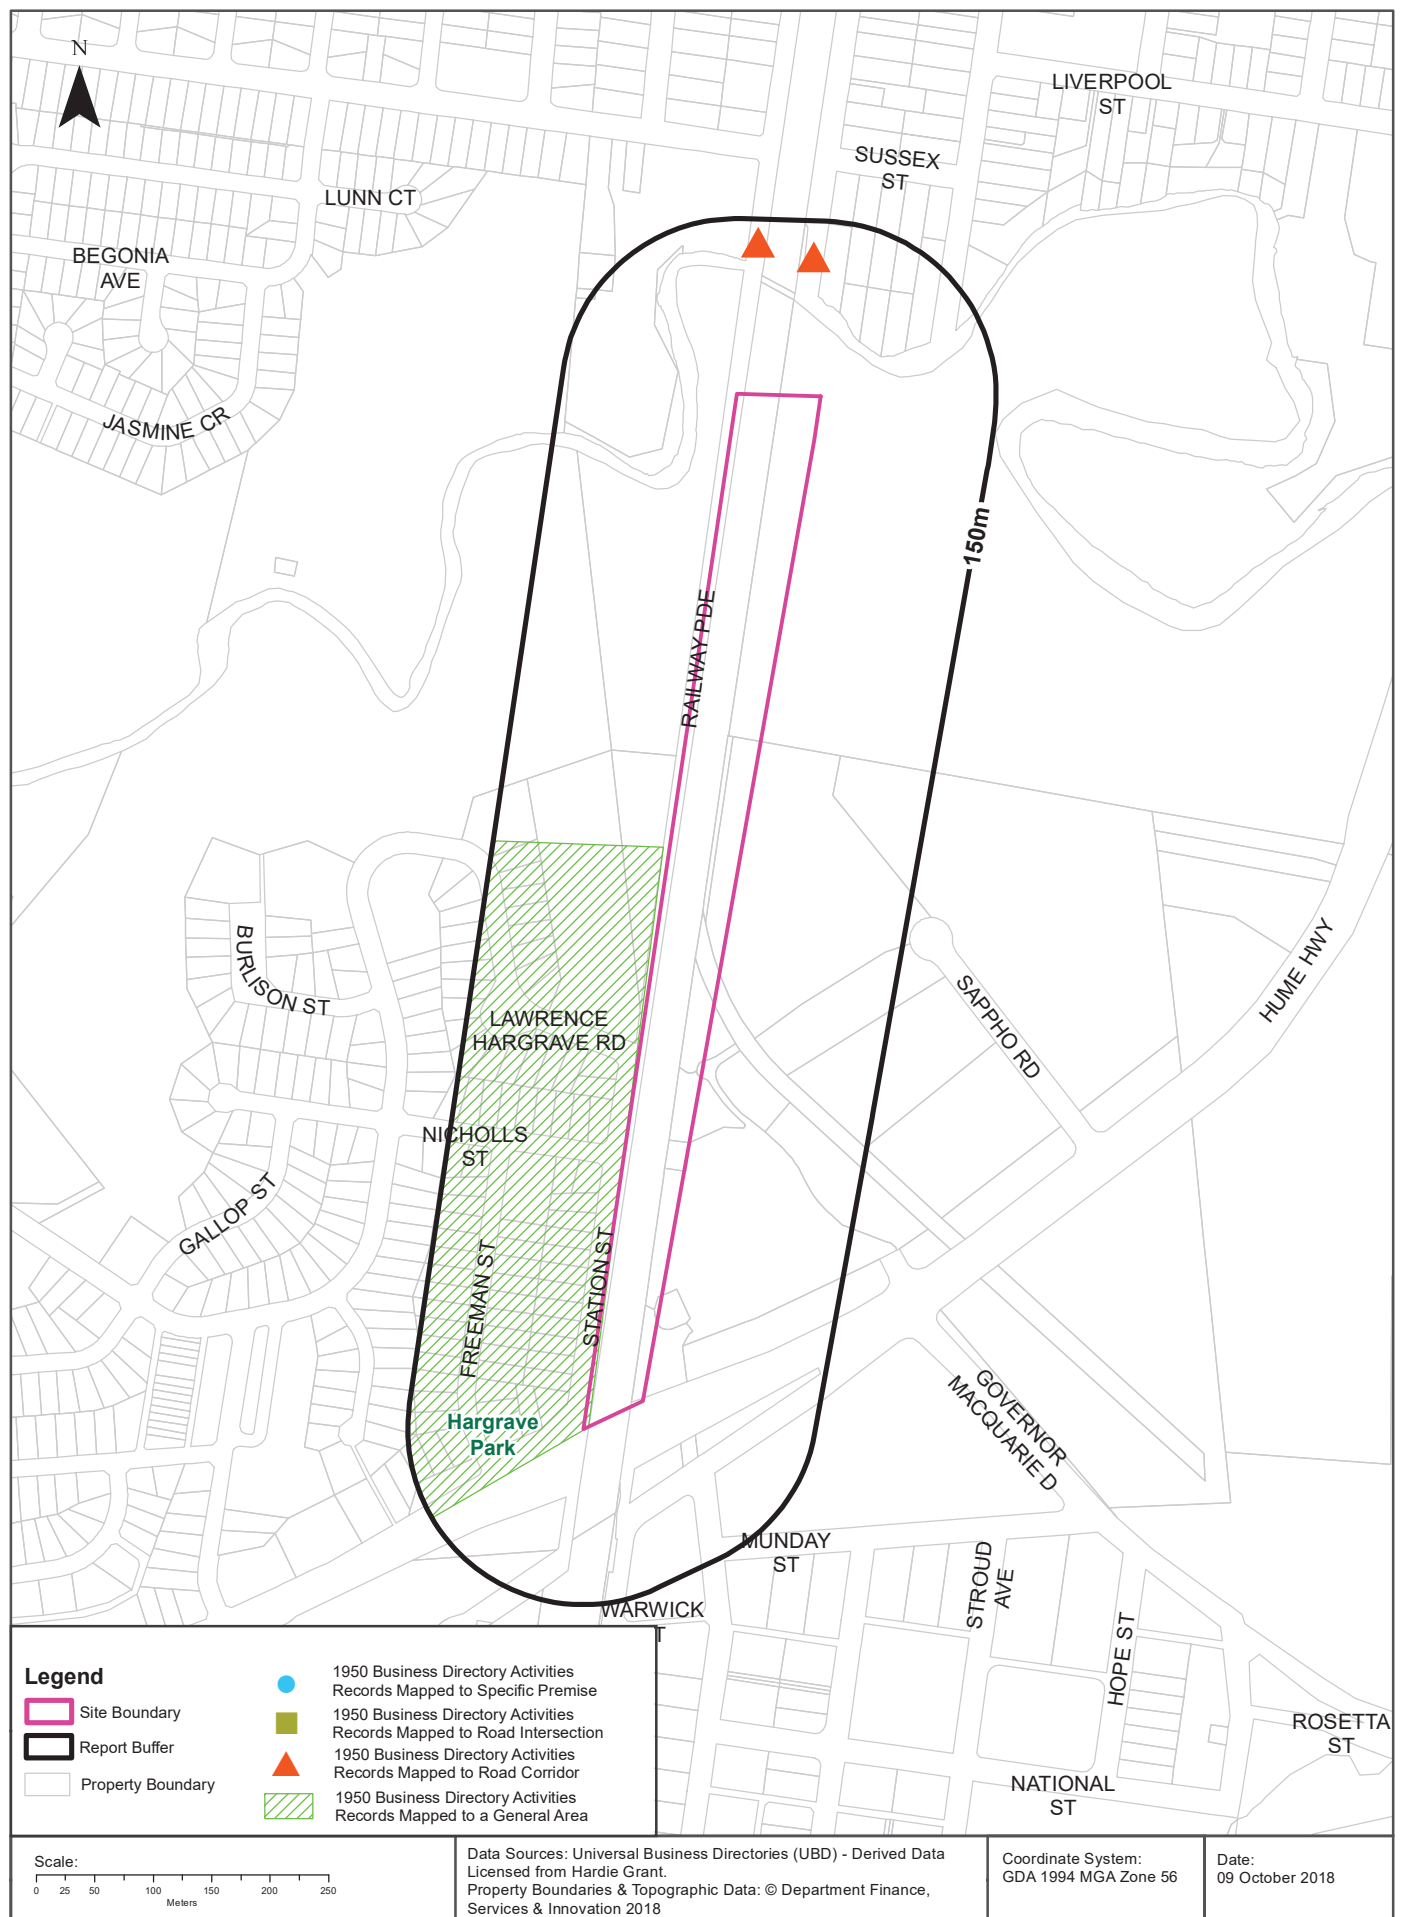 N
LIVERPOOL
ST
SUSSEX
ST
LUNN CT
BEGONIA
AVE
JASMINE CR
150m
RAILWAY PDE
BURLISON ST
LAWRENCE
HARGRAVE RD
SAPPHO RD
HUME HWY
NICHOLLS
ST
GALLOP ST
FREEMAN ST
STATION ST
Hargrave
Park
GOVERNOR
MACQUARIE D
MUNDAY
ST
STROUD
AVE
WARWICK
T
HOPE ST
ROSETTA
ST
NATIONAL
ST
Legend
Site Boundary
Report Buffer
Property Boundary
1950 Business Directory Activities
Records Mapped to Specific Premise
1950 Business Directory Activities
Records Mapped to Road Intersection
1950 Business Directory Activities
Records Mapped to Road Corridor
1950 Business Directory Activities
Records Mapped to a General Area
Scale:
0 25 50 100 150 200 250
Meters
Data Sources: Universal Business Directories (UBD) - Derived Data
Licensed from Hardie Grant.
Property Boundaries & Topographic Data: © Department Finance,
Services & Innovation 2018
Coordinate System:
GDA 1994 MGA Zone 56
Date:
09 October 2018